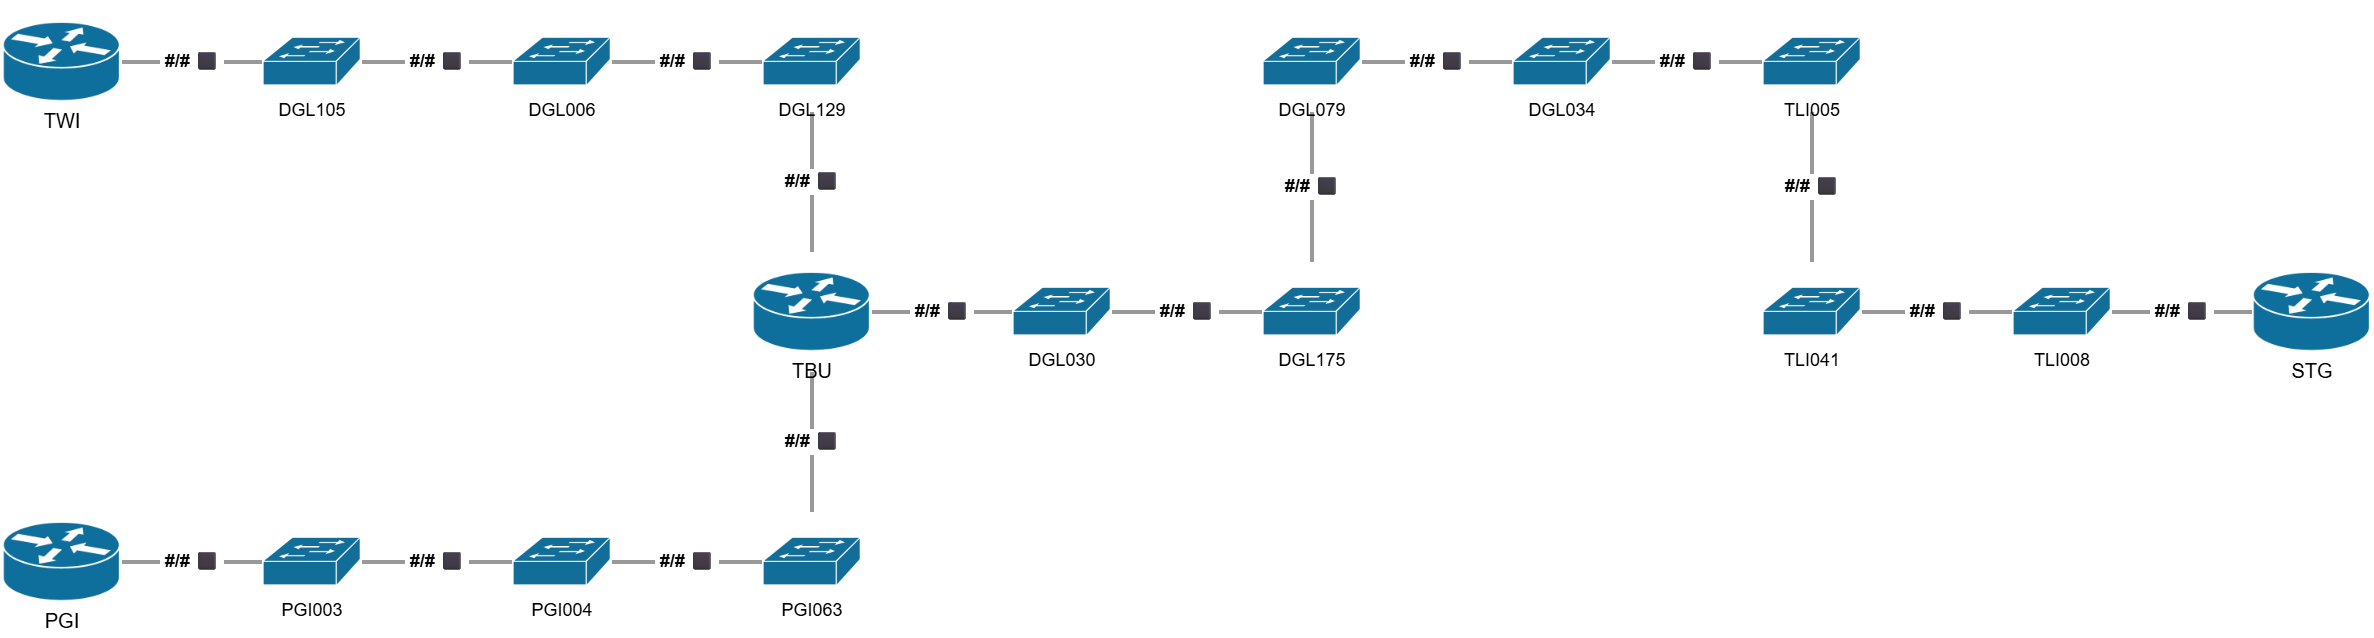 #/# #/# #/# #/# #/#
DGL105 DGL006 DGL129 DGL079 DGL034 TLI005
TWI
#/# #/# #/#
#/# #/# #/# #/#
DGL030 DGL175 TLI041 TLI008
TBU STG
#/#
#/# #/# #/#
PGI003 PGI004 PGI063
PGI